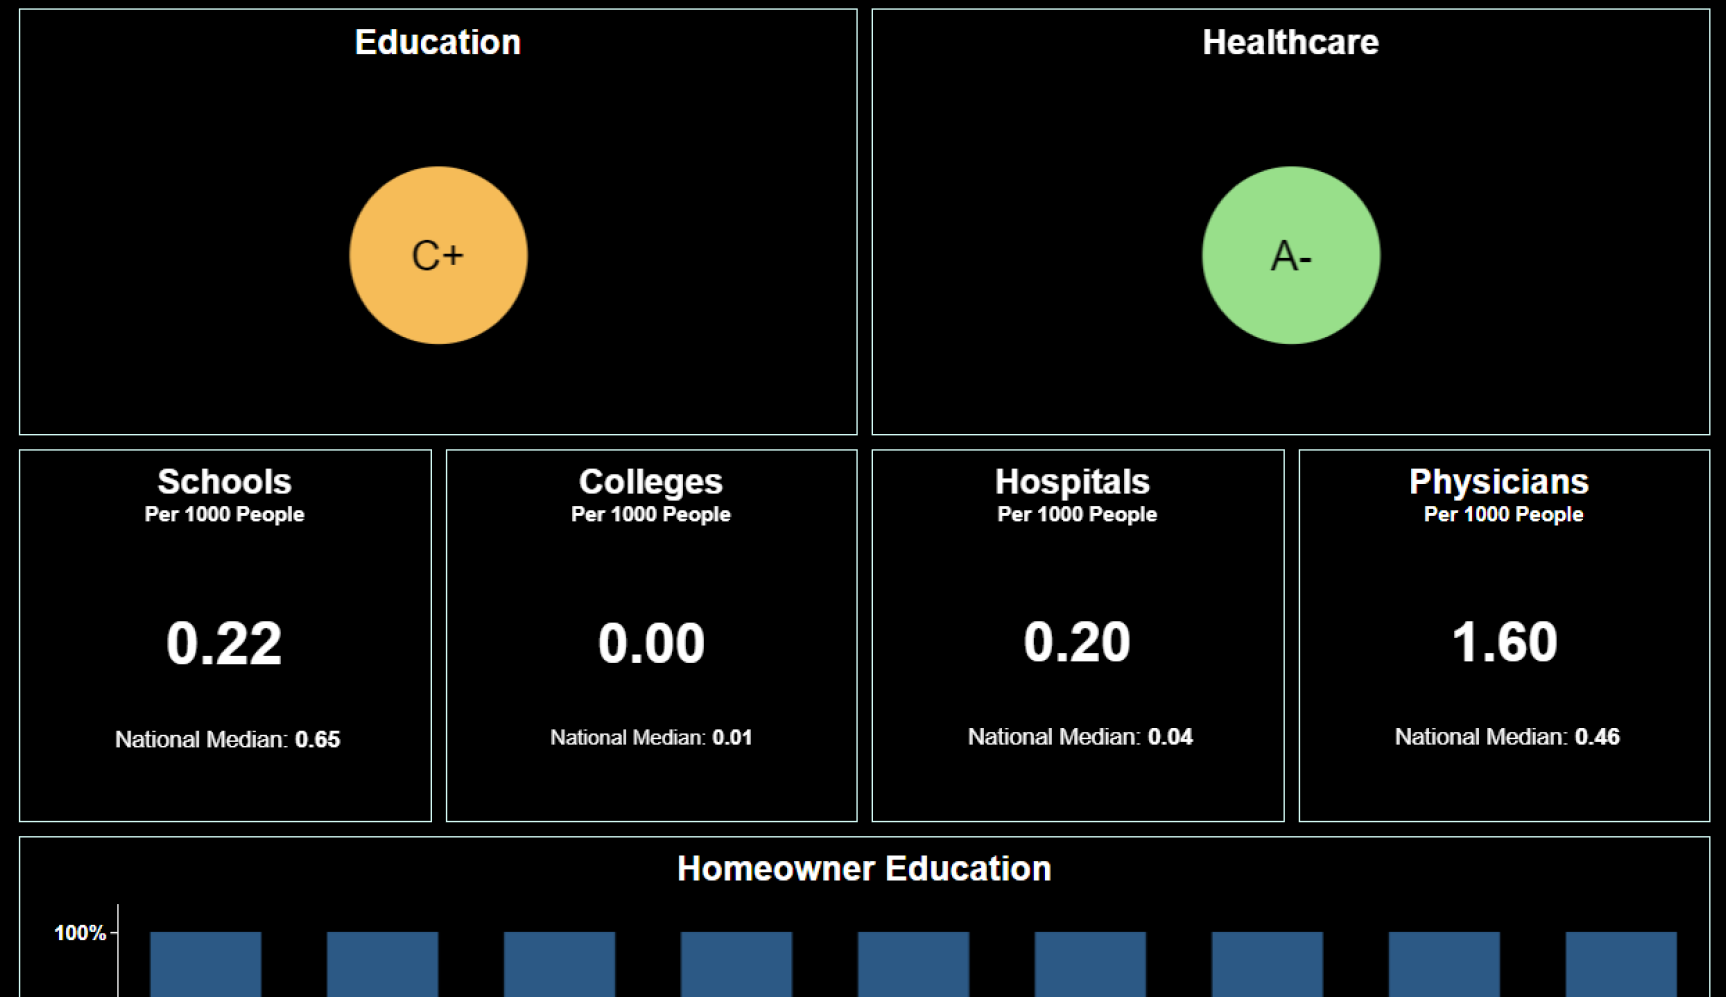 Education
C+
Healthcare
A-
Schools
Per 1000 People
0.22
National Median: 0.65
Colleges
Per 1000 People
0.00
National Median: 0.01
Hospitals
Per 1000 People
0.20
National Median: 0.04
Physicians
Per 1000 People
1.60
National Median: 0.46
Homeowner Education
100%